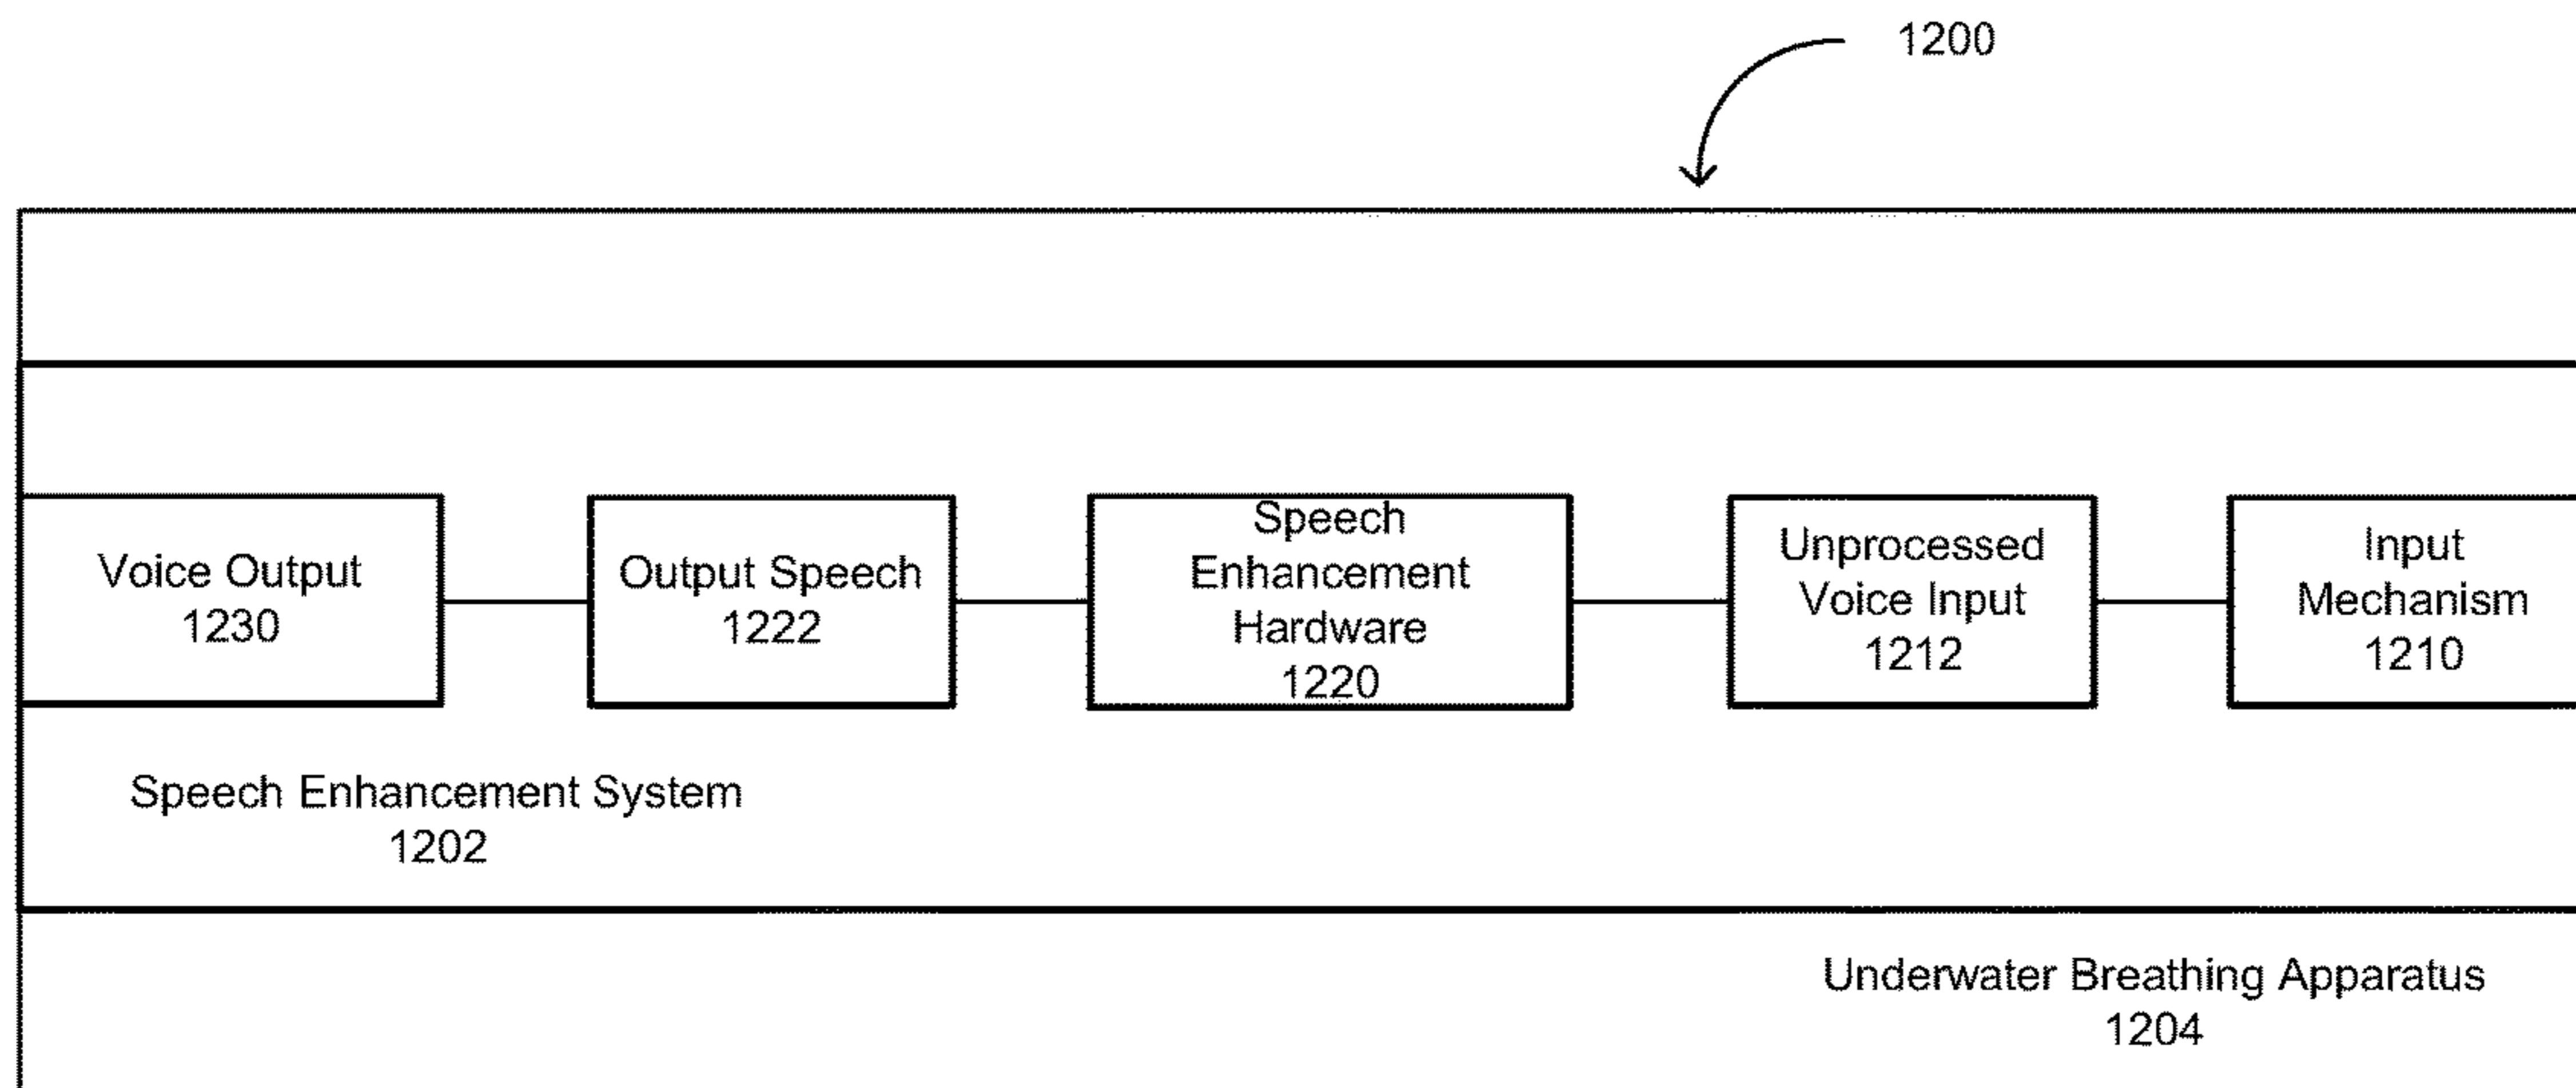 1200
Voice Output
1230
Output Speech
1222
Speech
Enhancement
Hardware
1220
Unprocessed
Voice Input
1212
Input
Mechanism
1210
Speech Enhancement System
1202
Underwater Breathing Apparatus
1204